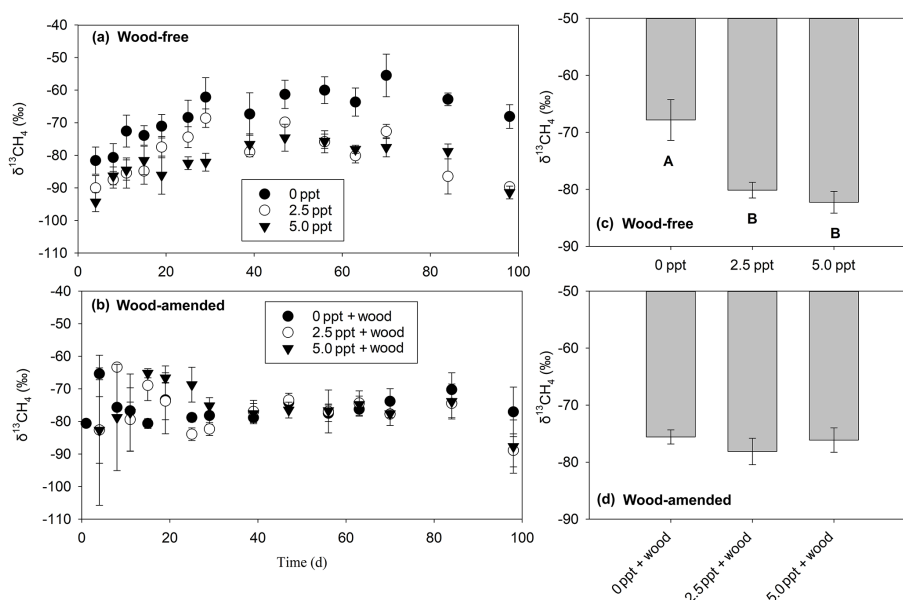 -40
-50
-60
-70
-80
-90
-100
-110
δ¹³CH₄ (‰)
(a) Wood-free
0 ppt
2.5 ppt
5.0 ppt
0 20 40 60 80 100
-50
-60
-70
-80
-90
δ¹³CH₄ (‰)
A
B
B
(c) Wood-free
0 ppt 2.5 ppt 5.0 ppt
-40
-50
-60
-70
-80
-90
-100
-110
δ¹³CH₄ (‰)
(b) Wood-amended
0 ppt + wood
2.5 ppt + wood
5.0 ppt + wood
0 20 40 60 80 100
Time (d)
-50
-60
-70
-80
-90
δ¹³CH₄ (‰)
(d) Wood-amended
0 ppt + wood
2.5 ppt + wood
5.0 ppt + wood